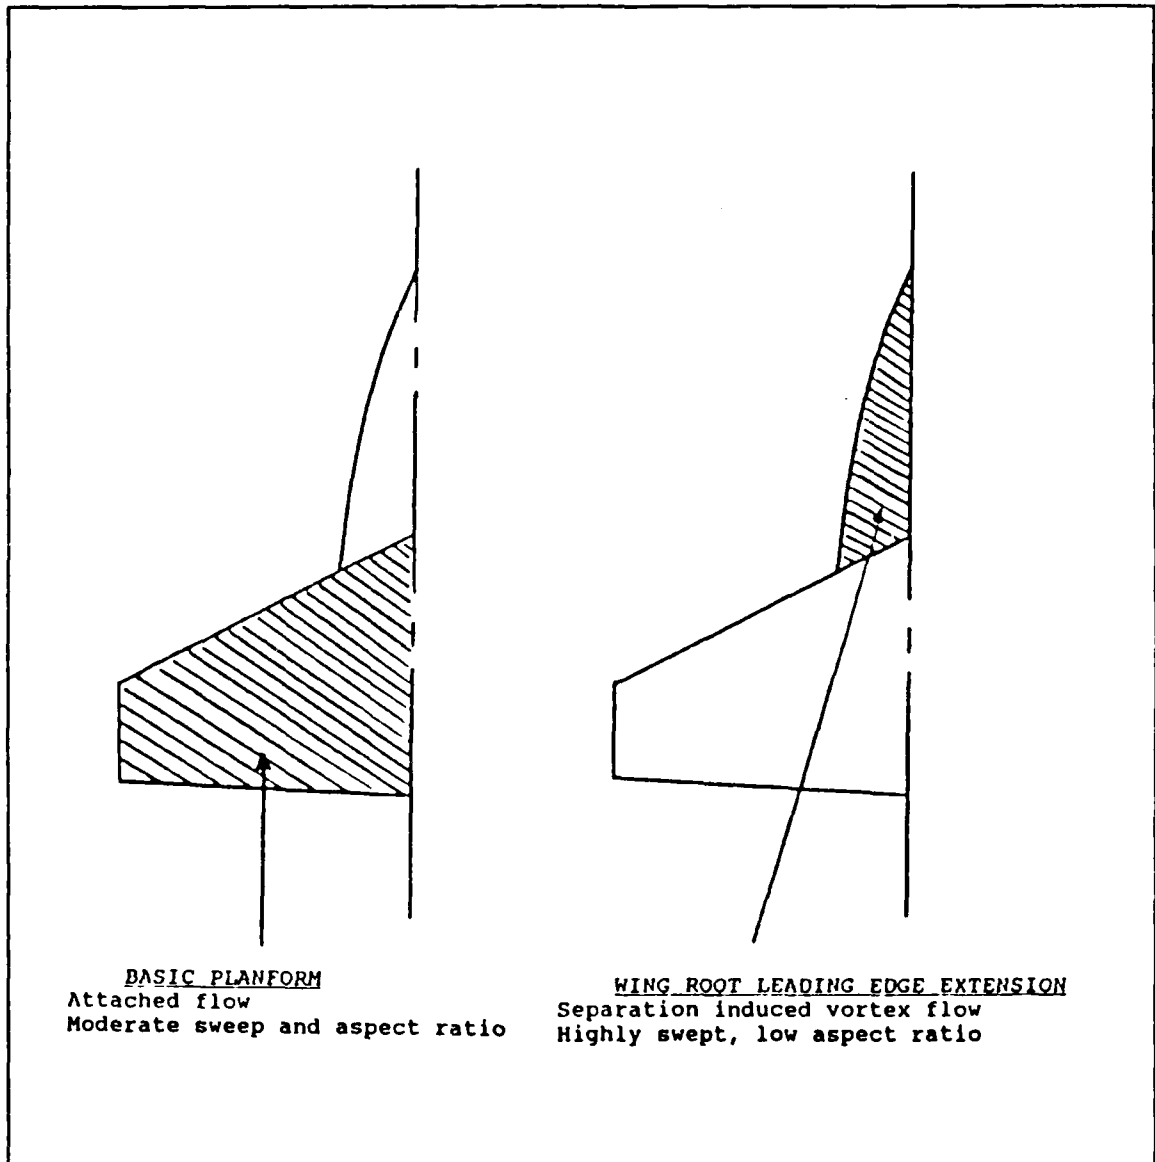 BASIC PLANFORM
Attached flow
Moderate sweep and aspect ratio
WING ROOT LEADING EDGE EXTENSION
Separation induced vortex flow
Highly swept, low aspect ratio